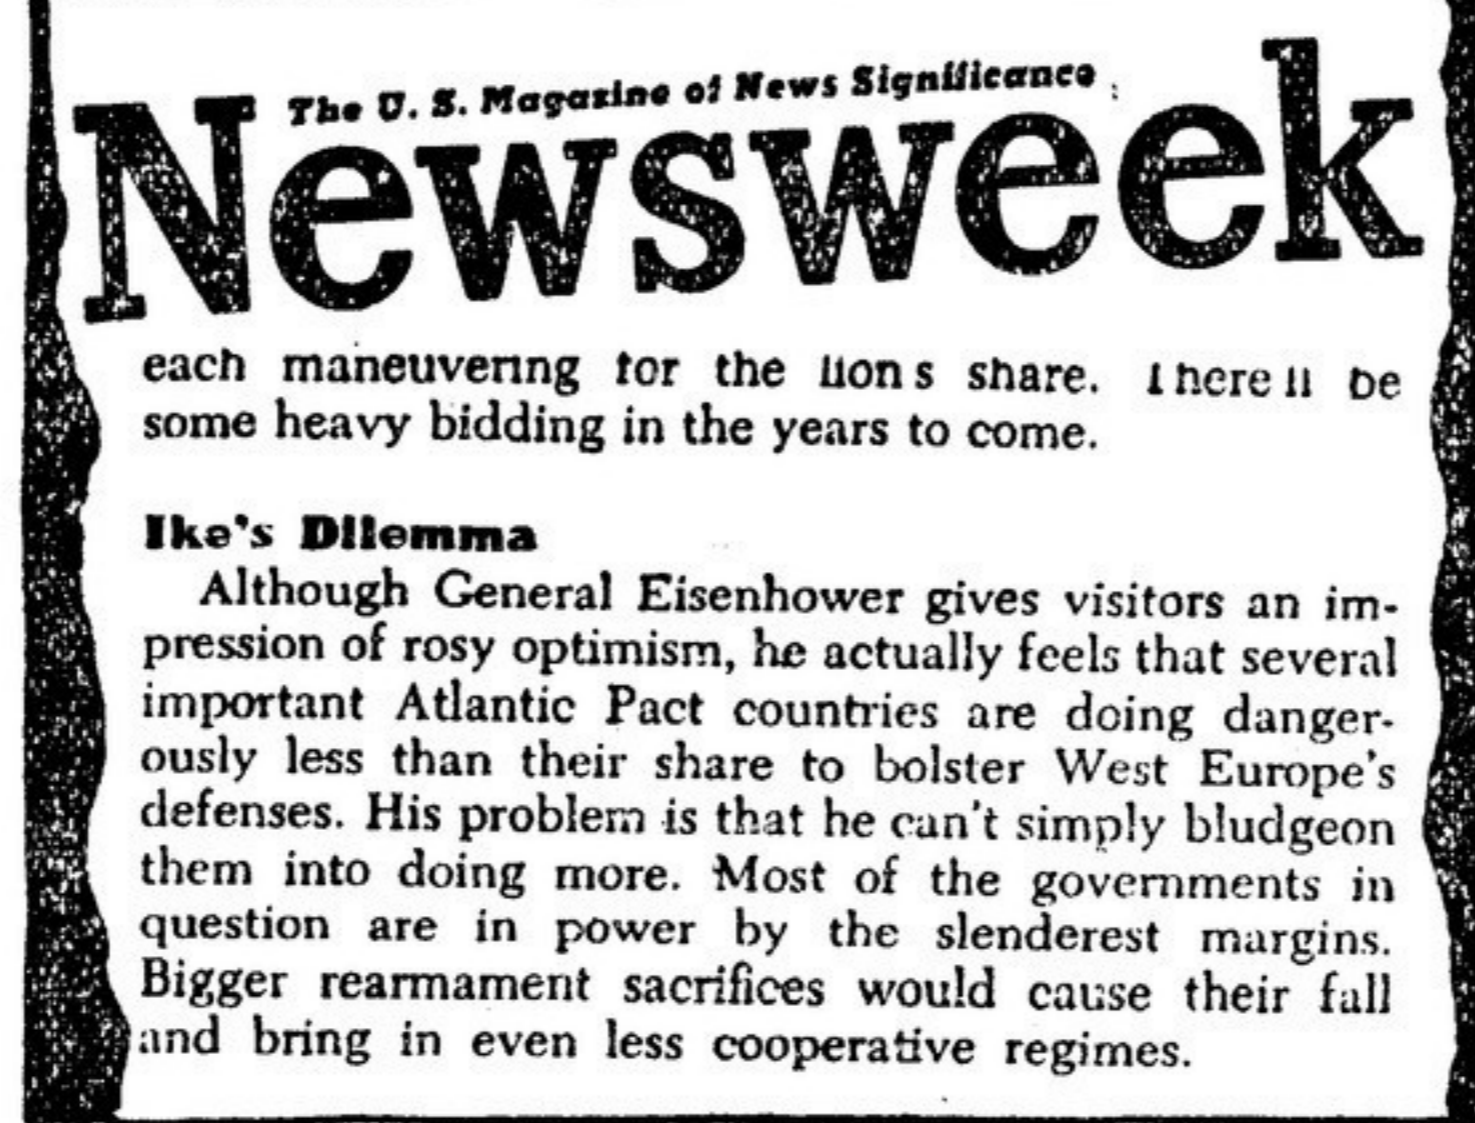 The U. S. Magazine of News Significance
Newsweek
each maneuvering for the lion's share. There'll be
some heavy bidding in the years to come.
Ike's Dilemma
Although General Eisenhower gives visitors an im-
pression of rosy optimism, he actually feels that several
important Atlantic Pact countries are doing danger-
ously less than their share to bolster West Europe's
defenses. His problem is that he can't simply bludgeon
them into doing more. Most of the governments in
question are in power by the slenderest margins.
Bigger rearmament sacrifices would cause their fall
and bring in even less cooperative regimes.